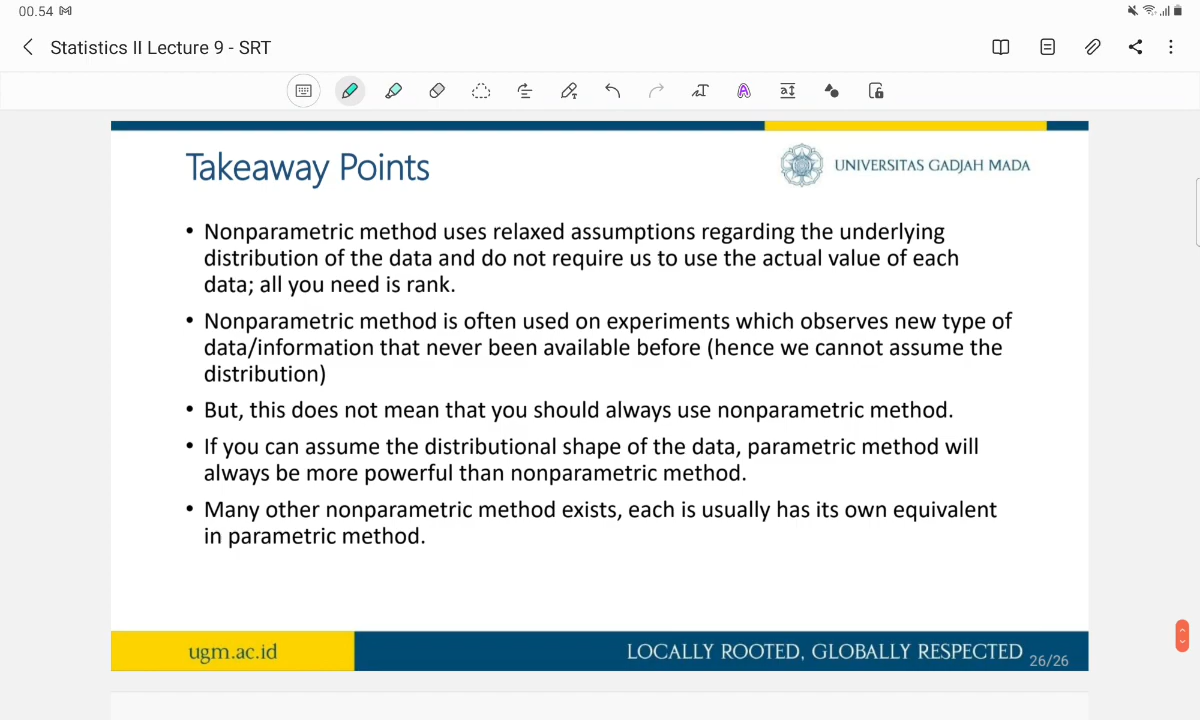 00.54
Statistics II Lecture 9 - SRT
Takeaway Points
UNIVERSITAS GADJAH MADA
• Nonparametric method uses relaxed assumptions regarding the underlying
distribution of the data and do not require us to use the actual value of each
data; all you need is rank.
• Nonparametric method is often used on experiments which observes new type of
data/information that never been available before (hence we cannot assume the
distribution)
• But, this does not mean that you should always use nonparametric method.
• If you can assume the distributional shape of the data, parametric method will
always be more powerful than nonparametric method.
• Many other nonparametric method exists, each is usually has its own equivalent
in parametric method.
ugm.ac.id
LOCALLY ROOTED, GLOBALLY RESPECTED
26/26